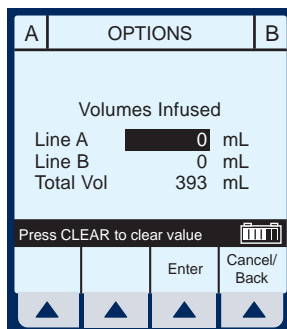 A OPTIONS B
Volumes Infused
Line A 0 mL
Line B 0 mL
Total Vol 393 mL
Press CLEAR to clear value
Enter Cancel/
Back